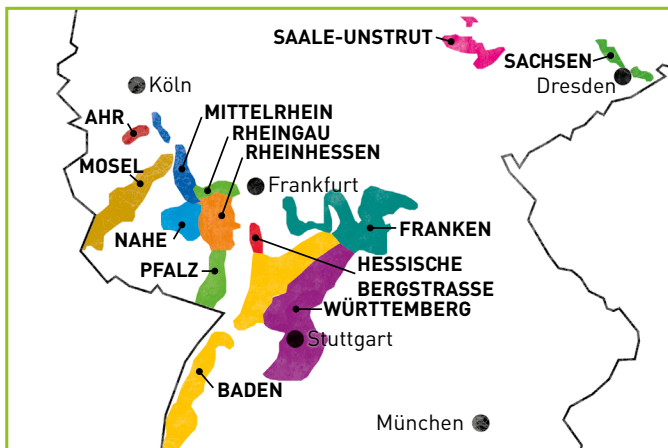 SAALE-UNSTRUT
SACHSEN
Dresden
Köln
AHR
MITTELRHEIN
RHEINGAU
RHEINHESSEN
MOSEL
Frankfurt
NAHE
FRANKEN
PFALZ
HESSISCHE
BERGSTRASSE
WÜRTTEMBERG
Stuttgart
BADEN
München